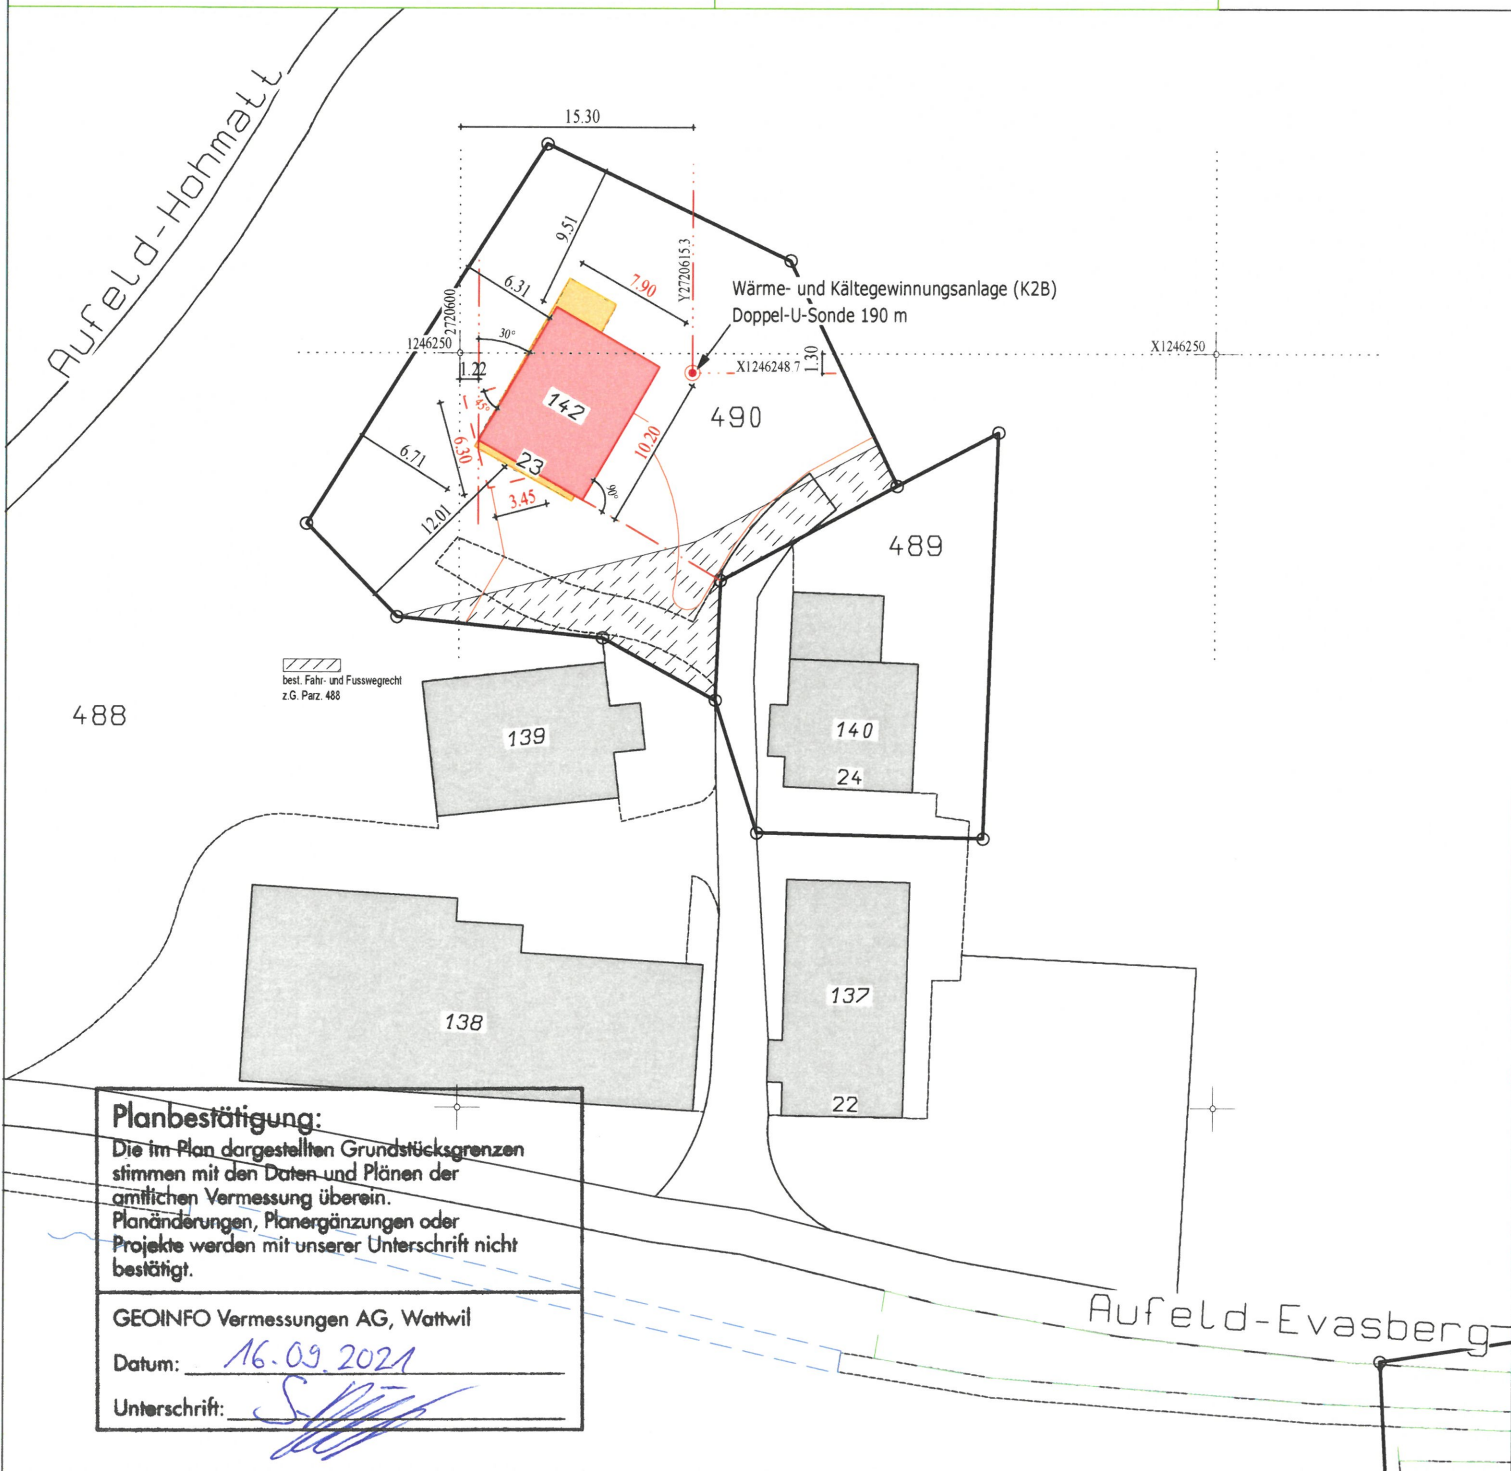 Aufeld-Hohmatt
15.30
9.51
6.31
7.90
2720600
Y2720615.3
Wärme- und Kältegewinnungsanlage (K2B)
Doppel-U-Sonde 190 m
1246250
30°
1.22
X1246248.7
1.30
X1246250
45°
142
490
6.30
10.20
6.71
23
3.45
90°
12.01
489
best. Fahr- und Fusswegrecht
z.G. Parz. 488
488
139
140
24
138
137
22
Planbestätigung:
Die im Plan dargestellten Grundstücksgrenzen
stimmen mit den Daten und Plänen der
amtlichen Vermessung überein.
Planänderungen, Planergänzungen oder
Projekte werden mit unserer Unterschrift nicht
bestätigt.
GEOINFO Vermessungen AG, Wattwil
Datum: 16.09.2021
Unterschrift:
Aufeld-Evasberg